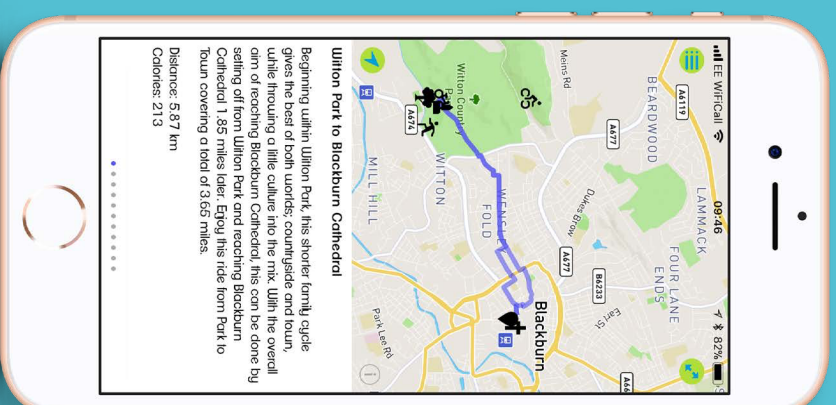 EE WiFiCall 09:46 82%
A6119
BEARDWOOD
LAMMACK
FOUR LANE
ENDS
Meins Rd
A677
Dukes Brow
A677
B6233
Earl St
A66
Witton Country
Park
A674
WITTON
WENSLEY
FOLD
Blackburn
MILL HILL
Park Lee Rd
Witton Park to Blackburn Cathedral
Beginning within Witton Park, this shorter family cycle
gives the best of both worlds; countryside and town,
while throwing a little culture into the mix. With the overall
aim of reaching Blackburn Cathedral, this can be done by
setting off from Witton Park and reaching Blackburn
Cathedral 1.85 miles later. Enjoy this ride from Park to
Town covering a total of 3.65 miles.
Distance: 5.87 km
Calories: 213